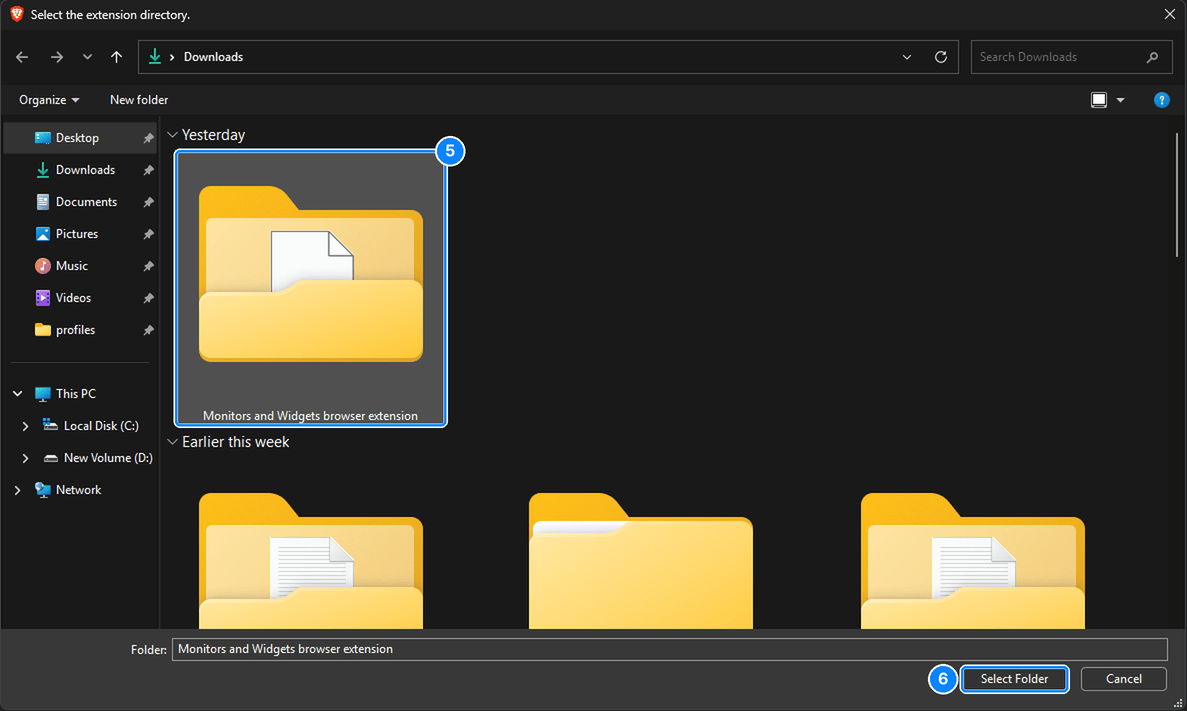 Select the extension directory.
Downloads
Search Downloads
Organize
New folder
?
Desktop
Downloads
Documents
Pictures
Music
Videos
profiles
This PC
Local Disk (C:)
New Volume (D:)
Network
Yesterday
5
Monitors and Widgets browser extension
Earlier this week
Folder: Monitors and Widgets browser extension
6
Select Folder
Cancel